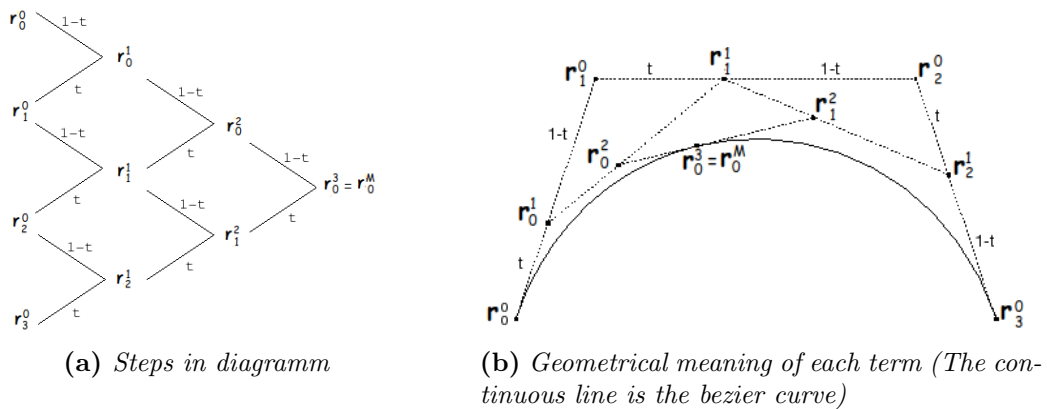 r₀⁰
1-t
r₀¹
t
r₁⁰
1-t
r₀²
1-t
t
1-t
r₁¹
r₀³ = r₀ᴹ
t
1-t
t
r₂⁰
1-t
r₁²
t
r₂¹
t
r₃⁰
(a) Steps in diagramm
r₁⁰
t
r₁¹
1-t
r₂⁰
r₁²
1-t
t
r₀²
r₀³ = r₀ᴹ
r₂¹
r₀¹
t
1-t
r₀⁰
r₃⁰
(b) Geometrical meaning of each term (The con-
tinuous line is the bezier curve)